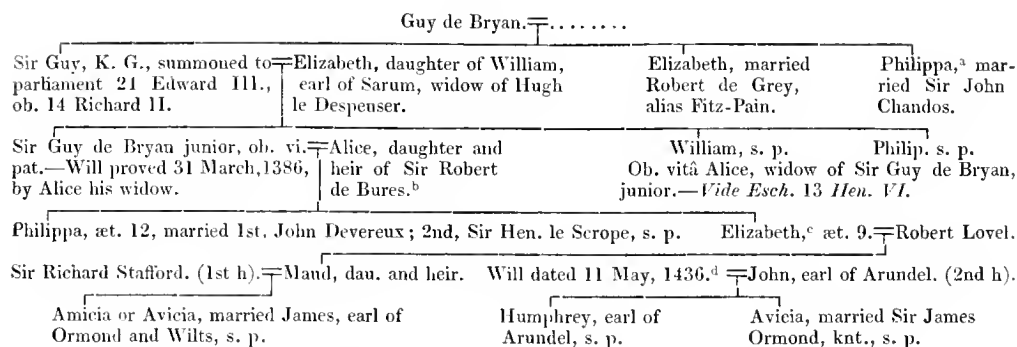 Guy de Bryan.=........
Sir Guy, K. G., summoned to=Elizabeth, daughter of William, Elizabeth, married Philippa,ᵃ mar-
parliament 21 Edward III., earl of Sarum, widow of Hugh Robert de Grey, ried Sir John
ob. 14 Richard II. le Despenser. alias Fitz-Pain. Chandos.
Sir Guy de Bryan junior, ob. vi.=Alice, daughter and William, s. p. Philip. s. p.
pat.—Will proved 31 March, 1386, heir of Sir Robert Ob. vitâ Alice, widow of Sir Guy de Bryan,
by Alice his widow. de Bures.ᵇ junior.—Vide Esch. 13 Hen. VI.
Philippa, æt. 12, married 1st, John Devereux; 2nd, Sir Hen. le Scrope, s. p. Elizabeth,ᶜ æt. 9.=Robert Lovel.
Sir Richard Stafford. (1st h).=Maud, dau. and heir. Will dated 11 May, 1436.ᵈ =John, earl of Arundel. (2nd h).
Amicia or Avicia, married James, earl of Humphrey, earl of Avicia, married Sir James
Ormond and Wilts, s. p. Arundel, s. p. Ormond, knt., s. p.